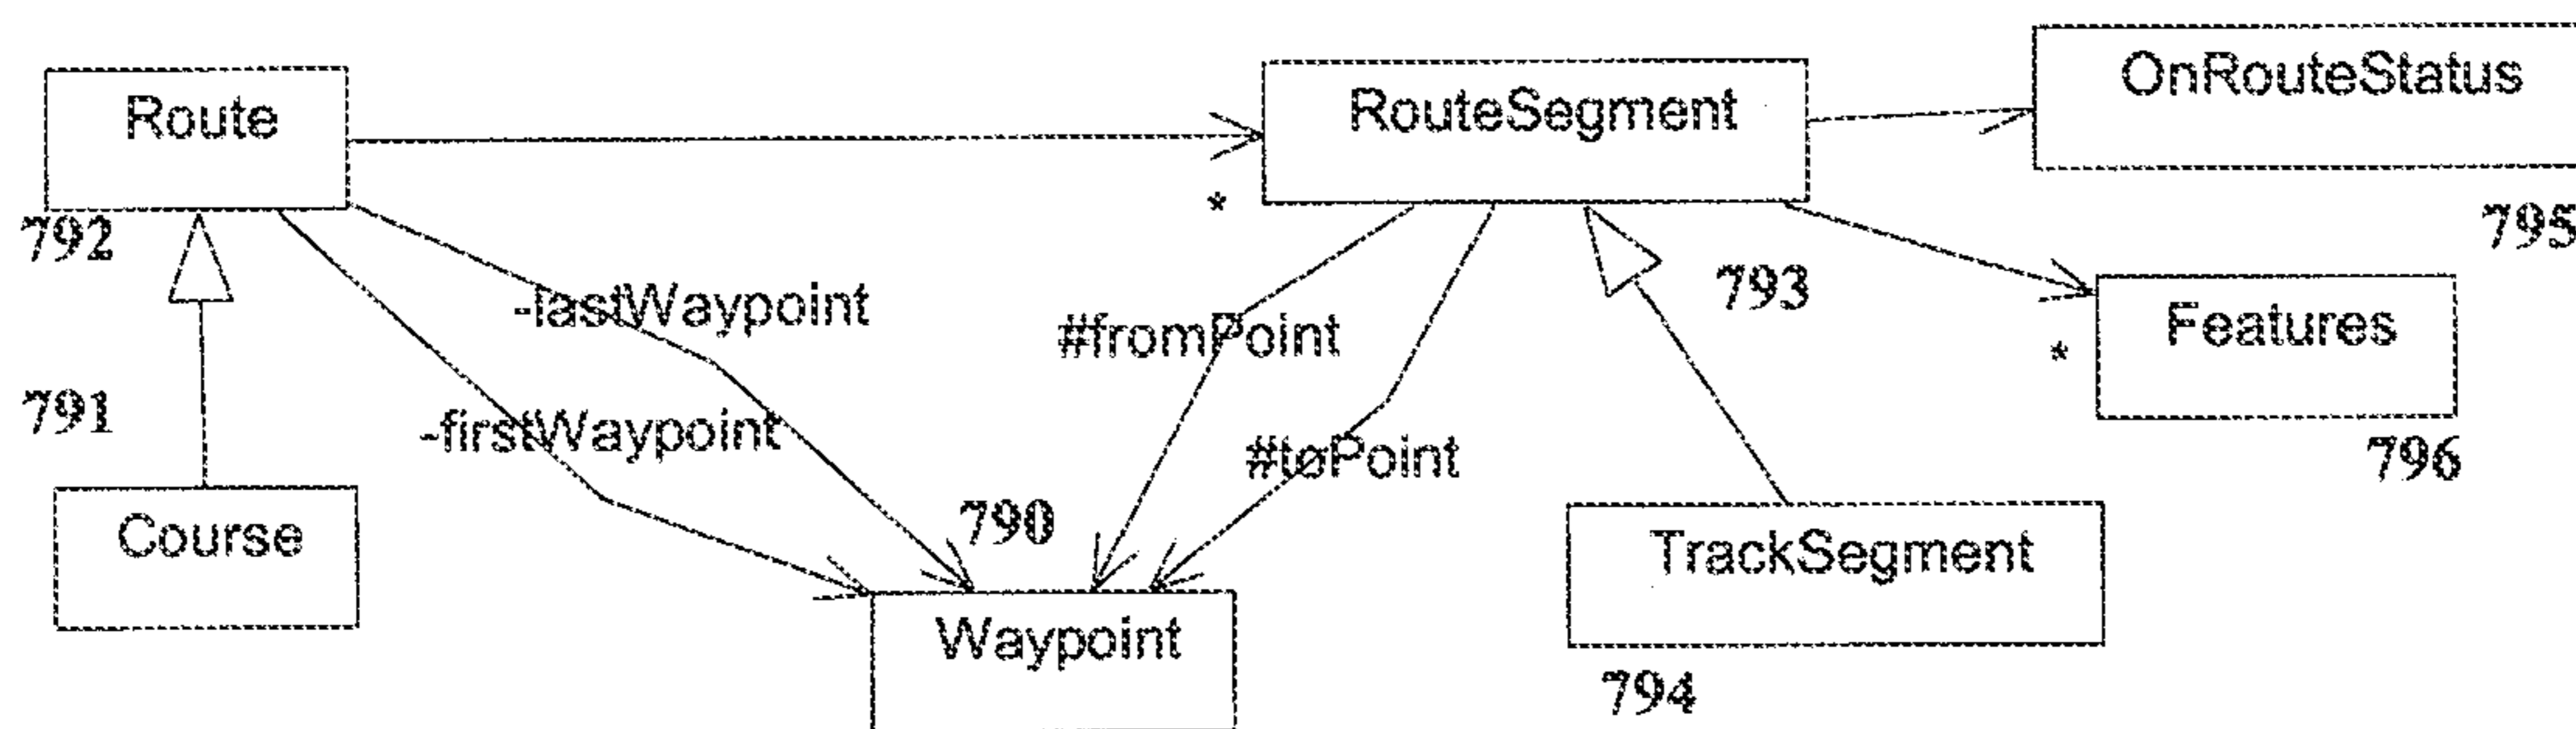 OnRouteStatus
Route
RouteSegment
*
792
795
793
-lastWaypoint
#fromPoint
Features
*
791
-firstWaypoint
#toPoint
796
790
Course
TrackSegment
Waypoint
794